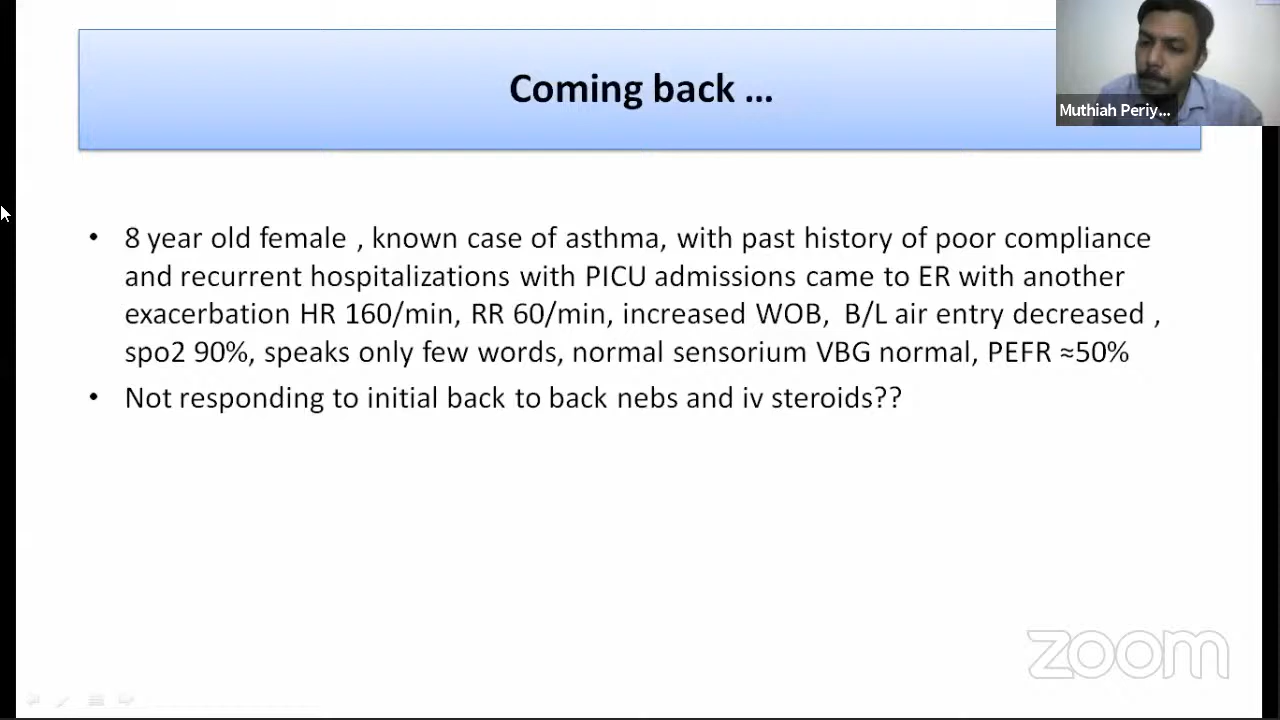 Coming back ...
Muthiah Periy...
• 8 year old female , known case of asthma, with past history of poor compliance
and recurrent hospitalizations with PICU admissions came to ER with another
exacerbation HR 160/min, RR 60/min, increased WOB, B/L air entry decreased ,
spo2 90%, speaks only few words, normal sensorium VBG normal, PEFR ≈50%
• Not responding to initial back to back nebs and iv steroids??
zoom